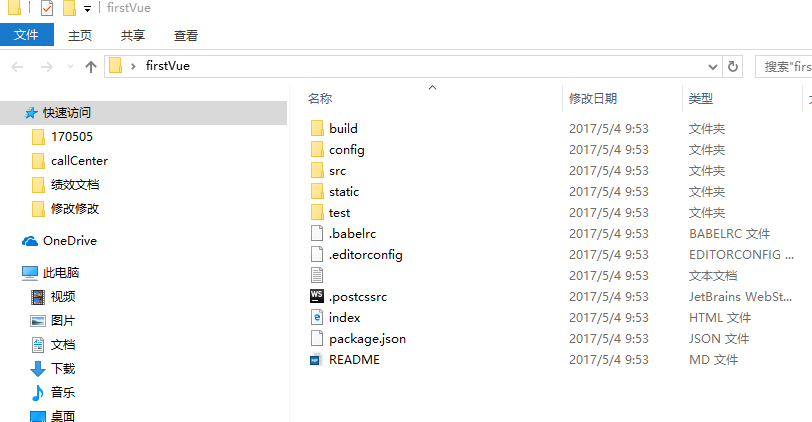 firstVue
文件 主页 共享 查看
firstVue 搜索"firs
名称 修改日期 类型
快速访问
170505
callCenter
绩效文档
修改修改
OneDrive
此电脑
视频
图片
文档
下载
音乐
桌面
build 2017/5/4 9:53 文件夹
config 2017/5/4 9:53 文件夹
src 2017/5/4 9:53 文件夹
static 2017/5/4 9:53 文件夹
test 2017/5/4 9:53 文件夹
.babelrc 2017/5/4 9:53 BABELRC 文件
.editorconfig 2017/5/4 9:53 EDITORCONFIG ...
2017/5/4 9:53 文本文档
WS .postcssrc 2017/5/4 9:53 JetBrains WebSt...
index 2017/5/4 9:53 HTML 文件
package.json 2017/5/4 9:53 JSON 文件
README 2017/5/4 9:53 MD 文件